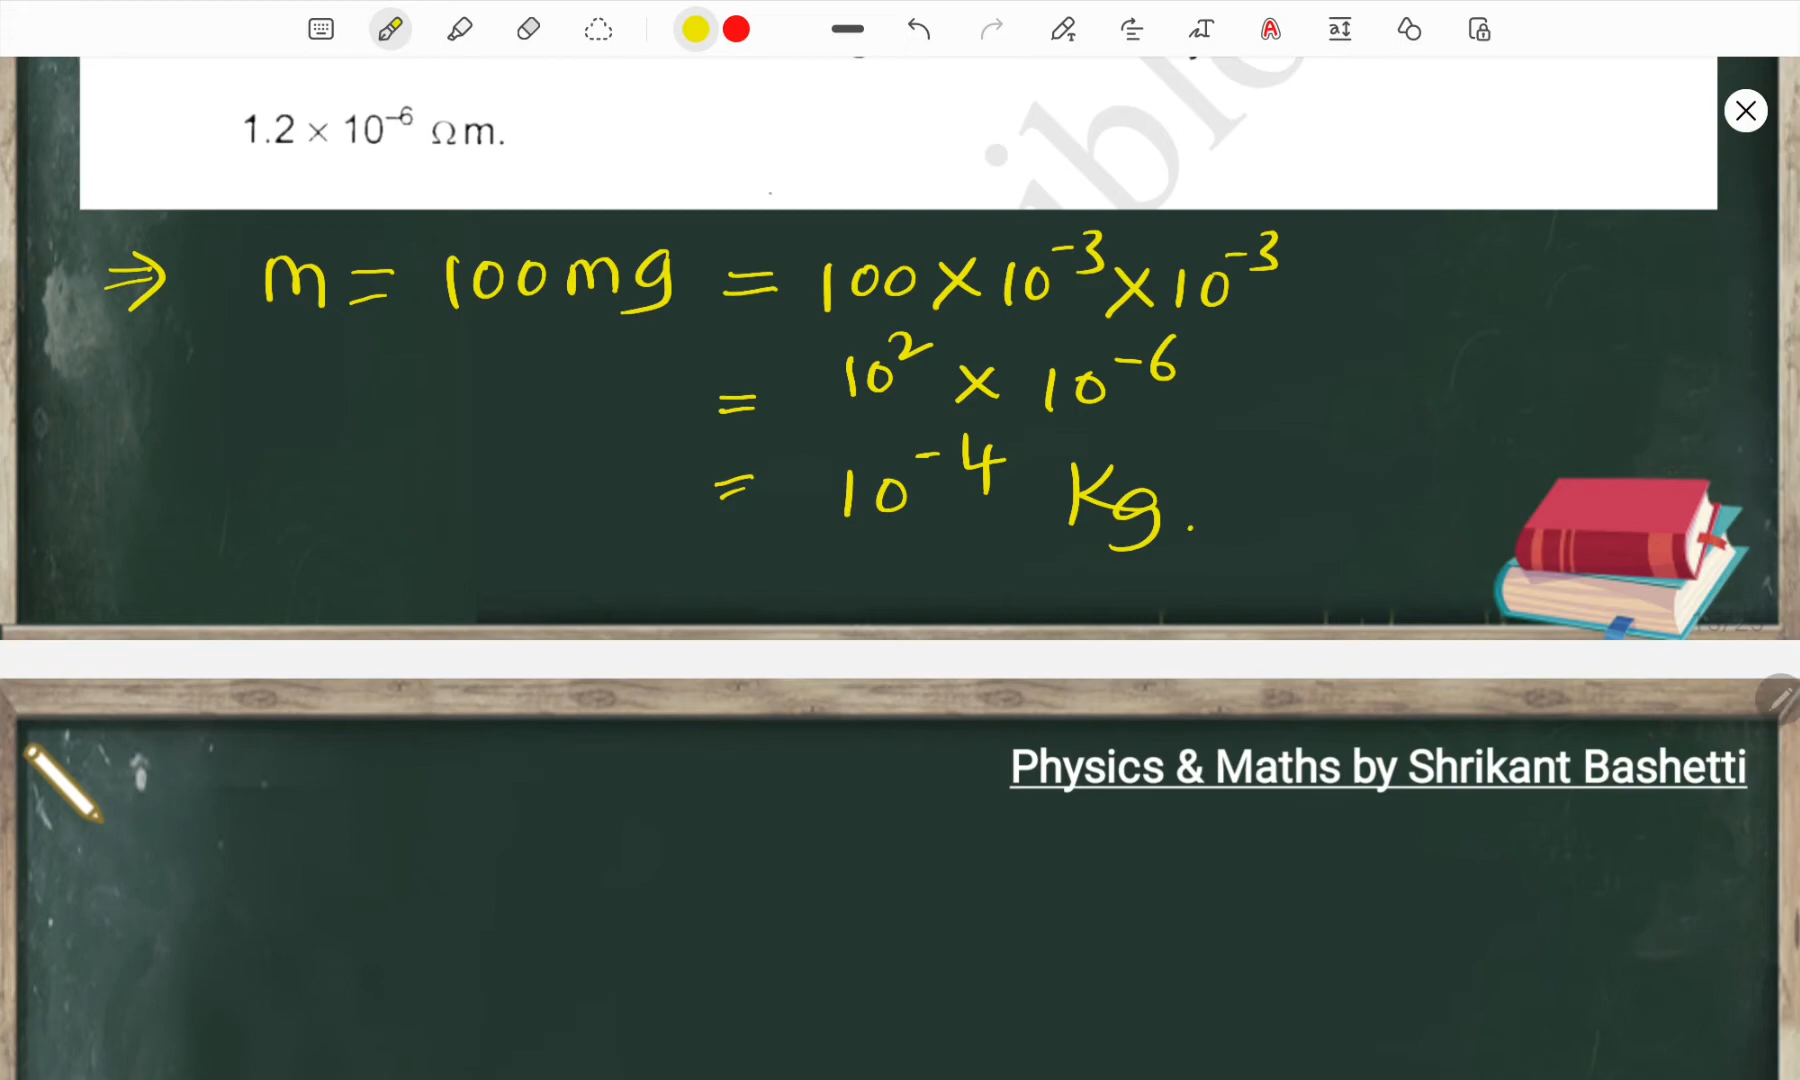 1.2 × 10⁻⁶ Ωm.
⇒ m = 100mg = 100 × 10⁻³ × 10⁻³
= 10² × 10⁻⁶
= 10⁻⁴ Kg.
Physics & Maths by Shrikant Bashetti